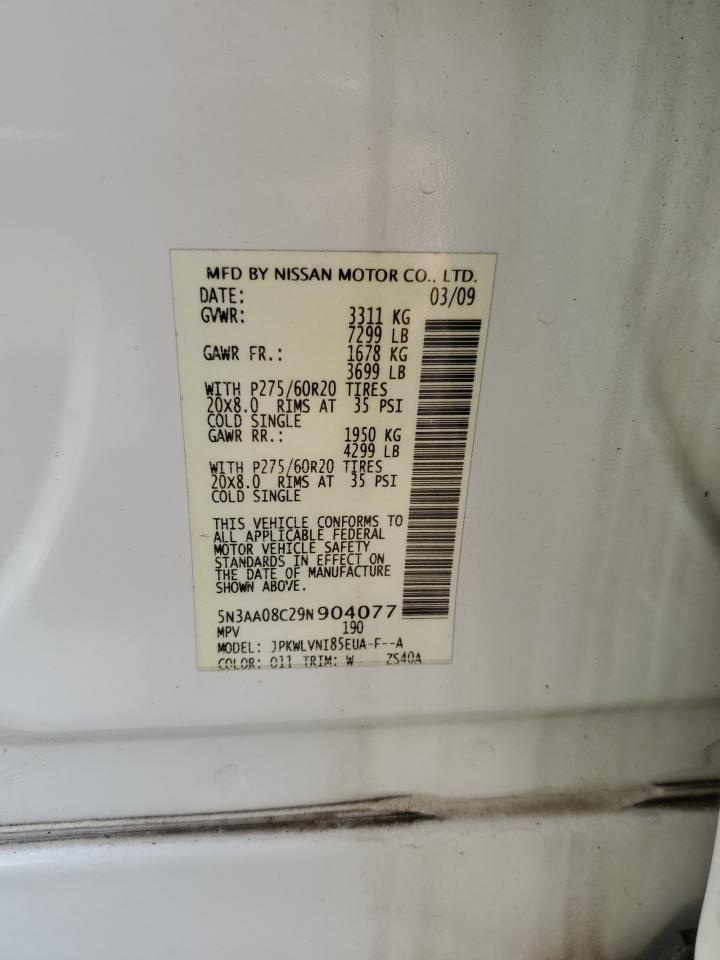 MFD BY NISSAN MOTOR CO., LTD.
DATE: 03/09
GVWR: 3311 KG
7299 LB
GAWR FR.: 1678 KG
3699 LB
WITH P275/60R20 TIRES
20X8.0 RIMS AT 35 PSI
COLD SINGLE
GAWR RR.: 1950 KG
4299 LB
WITH P275/60R20 TIRES
20X8.0 RIMS AT 35 PSI
COLD SINGLE
THIS VEHICLE CONFORMS TO
ALL APPLICABLE FEDERAL
MOTOR VEHICLE SAFETY
STANDARDS IN EFFECT ON
THE DATE OF MANUFACTURE
SHOWN ABOVE.
5N3AA08C29N904077
MPV 190
MODEL: JPKWLVNI85EUA-F--A
COLOR: 011 TRIM: W ZS40A